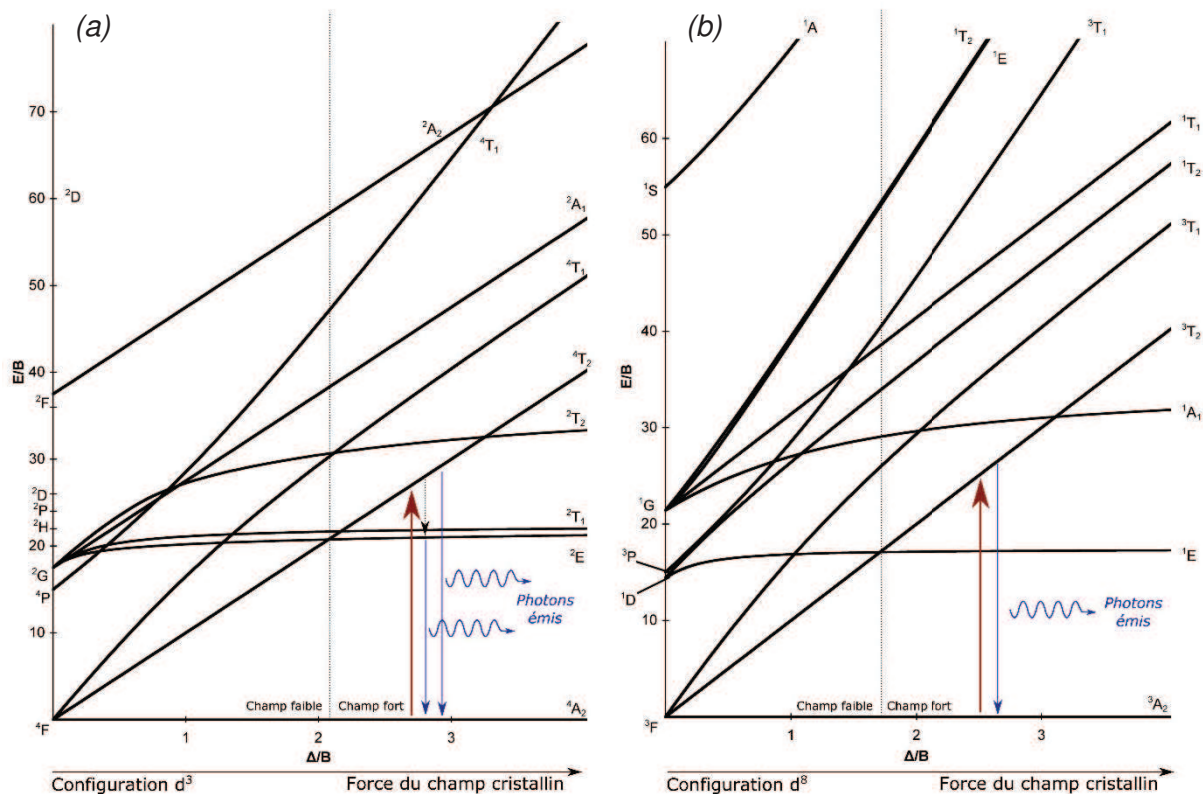 (a)
70
60
50
40
30
20
10
E/B
²D
²F
²D
²P
²H
²G
⁴P
⁴F
²A₂
⁴T₁
²A₁
⁴T₁
⁴T₂
²T₂
²T₁
²E
⁴A₂
Photons
émis
Champ faible
Champ fort
1
2
3
Δ/B
Configuration d³
Force du champ cristallin
(b)
60
50
40
30
20
10
E/B
¹S
¹G
³P
¹D
³F
¹A
¹T₂
¹E
³T₁
¹T₁
¹T₂
³T₁
³T₂
¹A₁
¹E
³A₂
Photons
émis
Champ faible
Champ fort
1
2
3
Δ/B
Configuration d⁸
Force du champ cristallin